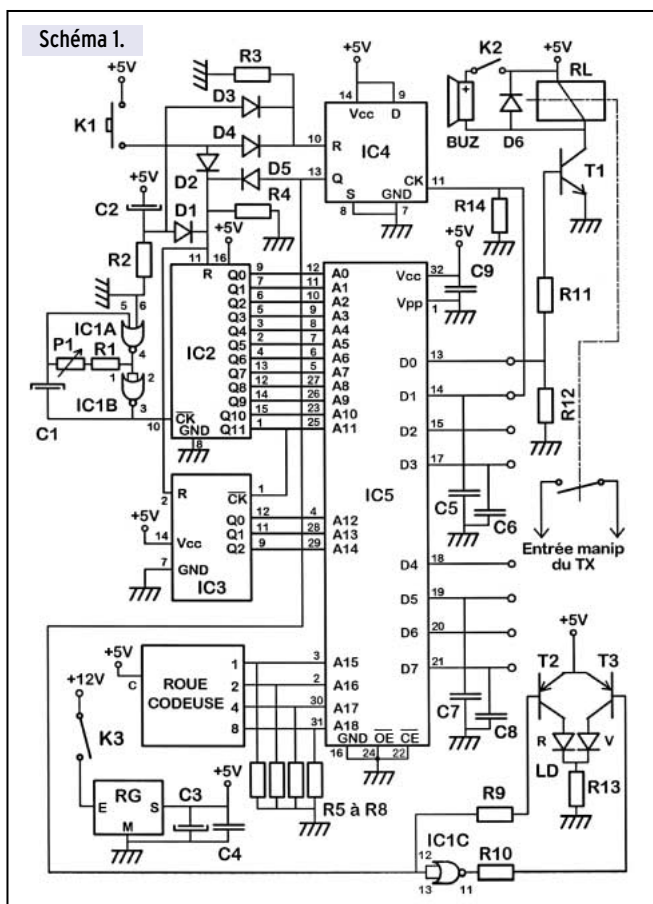 Schéma 1.
+5V
K1
R3
D3
D4
D2
D5
R4
+5V
14
9
Vcc
D
10
R
IC4
13
Q
CK
11
S
GND
8
7
+5V
K2
RL
BUZ
D6
T1
R14
+5V
C2
D1
R2
+5V
11
16
R
5
6
IC1A
4
P1
R1
1
2
IC1B
3
C1
IC2
10
CK
GND
8
Q0 9 12 A0
Q1 7 11 A1
Q2 6 10 A2
Q3 5 9 A3
Q4 3 8 A4
Q5 2 7 A5
Q6 4 6 A6
Q7 13 5 A7
Q8 12 27 A8
Q9 14 26 A9
Q10 15 23 A10
Q11 1 25 A11
+5V
C9
Vcc 32
Vpp 1
R11
D0 13
D1 14
D2 15
D3 17
R12
IC5
C5
C6
Entrée manip
du TX
2
R
CK 1
+5V
14
Vcc
7
GND
IC3
Q0 12 4 A12
Q1 11 28 A13
Q2 9 29 A14
D4 18
D5 19
D6 20
D7 21
C7
C8
+5V
C
ROUE
CODEUSE
1 3 A15
2 2 A16
4 30 A17
8 31 A18
GND OE CE
16 24 22
+12V
K3
E
RG
S
M
C3
+5V
C4
R5 à R8
+5V
T2
T3
R
V
LD
R13
R9
IC1C
12
13
11
R10